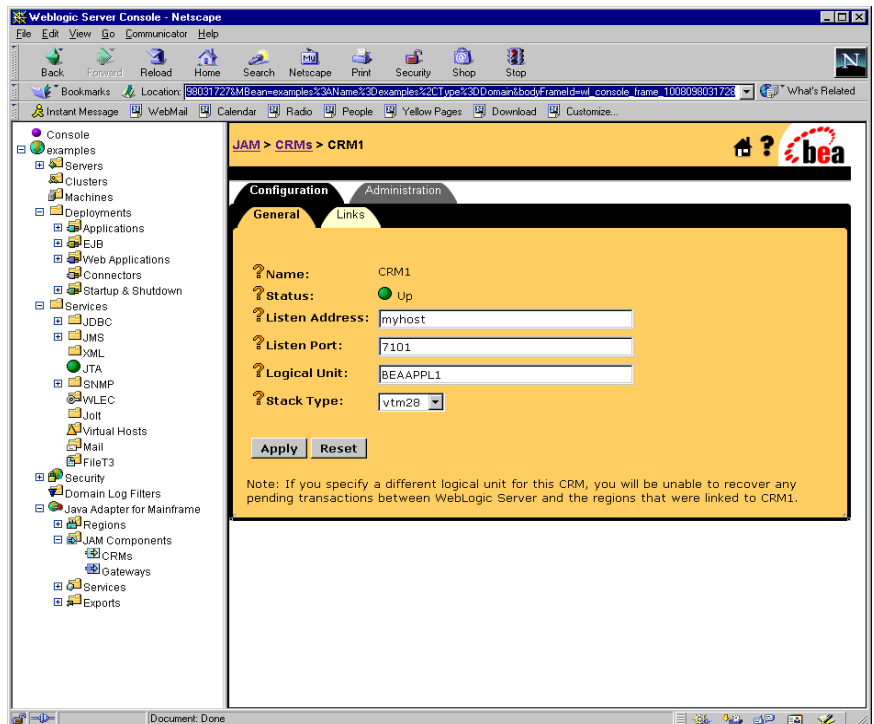 Weblogic Server Console - Netscape
File Edit View Go Communicator Help
Back Forward Reload Home Search Netscape Print Security Shop Stop
My
N
Bookmarks Location: 98031727&MBean=examples%3AName%3Dexamples%2CType%3DDomain&bodyFrameId=wl_console_frame_1008098031728 What's Related
Instant Message WebMail Calendar Radio People Yellow Pages Download Customize...
Console
examples
Servers
Clusters
Machines
Deployments
Applications
EJB
Web Applications
Connectors
Startup & Shutdown
Services
JDBC
JMS
XML
JTA
SNMP
WLEC
Jolt
Virtual Hosts
Mail
FileT3
Security
Domain Log Filters
Java Adapter for Mainframe
Regions
JAM Components
CRMs
Gateways
Services
Exports
JAM > CRMs > CRM1
? bea
Configuration Administration
General Links
? Name: CRM1
? Status: Up
? Listen Address: myhost
? Listen Port: 7101
? Logical Unit: BEAAPPL1
? Stack Type: vtm28
Apply Reset
Note: If you specify a different logical unit for this CRM, you will be unable to recover any
pending transactions between WebLogic Server and the regions that were linked to CRM1.
Document: Done